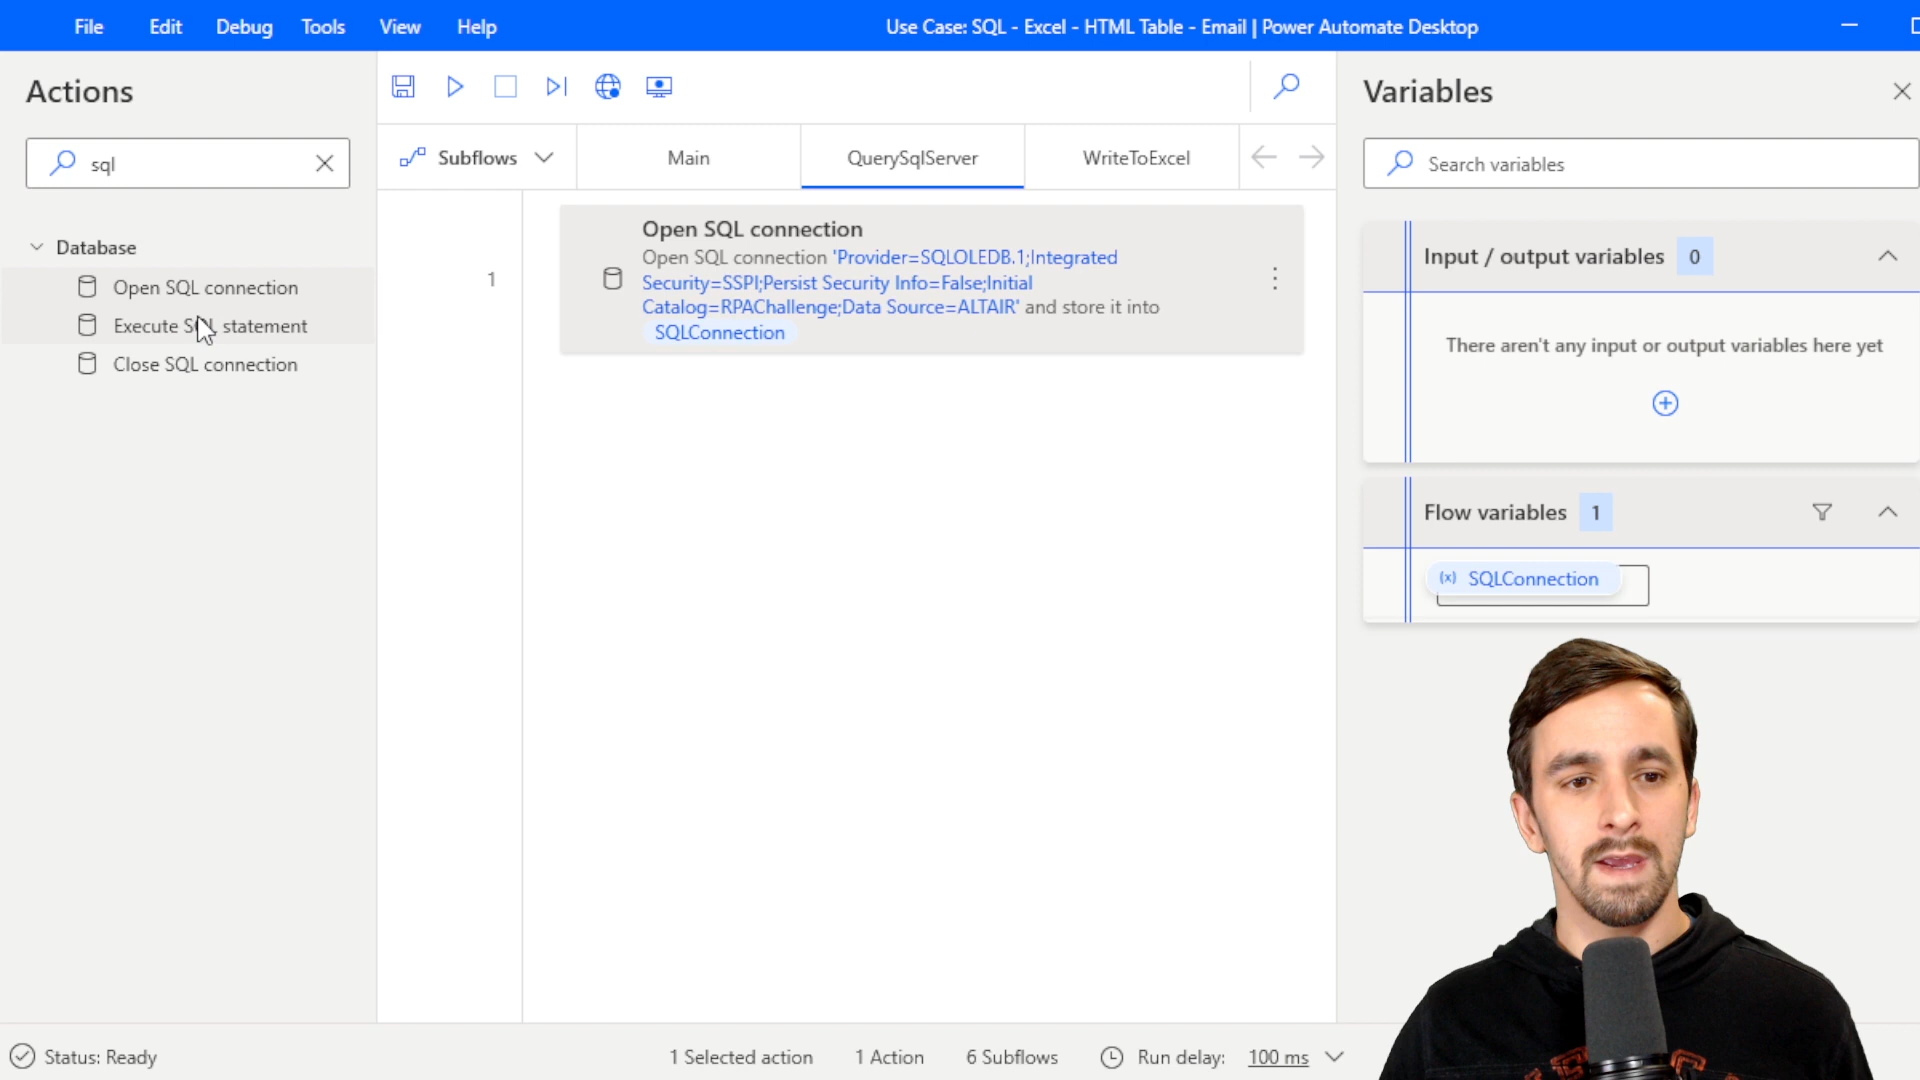 File Edit Debug Tools View Help
Use Case: SQL - Excel - HTML Table - Email | Power Automate Desktop
Actions
sql
Database
Open SQL connection
Execute SQL statement
Close SQL connection
Subflows
Main
QuerySqlServer
WriteToExcel
1
Open SQL connection
Open SQL connection 'Provider=SQLOLEDB.1;Integrated
Security=SSPI;Persist Security Info=False;Initial
Catalog=RPAChallenge;Data Source=ALTAIR' and store it into
SQLConnection
Variables
Search variables
Input / output variables 0
There aren't any input or output variables here yet
Flow variables 1
(x) SQLConnection
Status: Ready
1 Selected action
1 Action
6 Subflows
Run delay: 100 ms